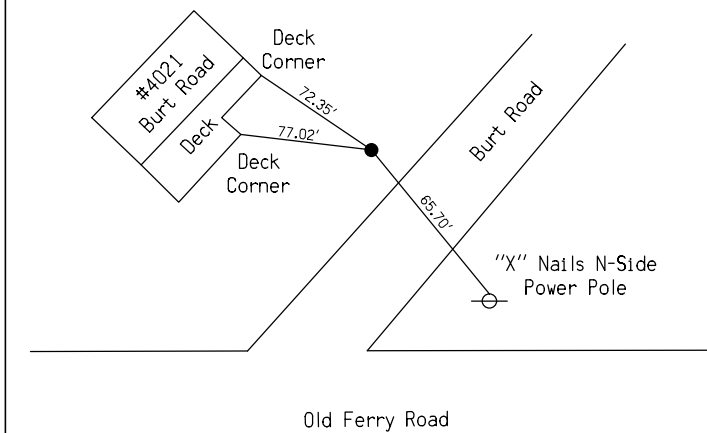 #4021
Burt Road
Deck
Deck
Corner
72.35'
77.02'
Deck
Corner
Burt Road
65.70'
"X" Nails N-Side
Power Pole
Old Ferry Road